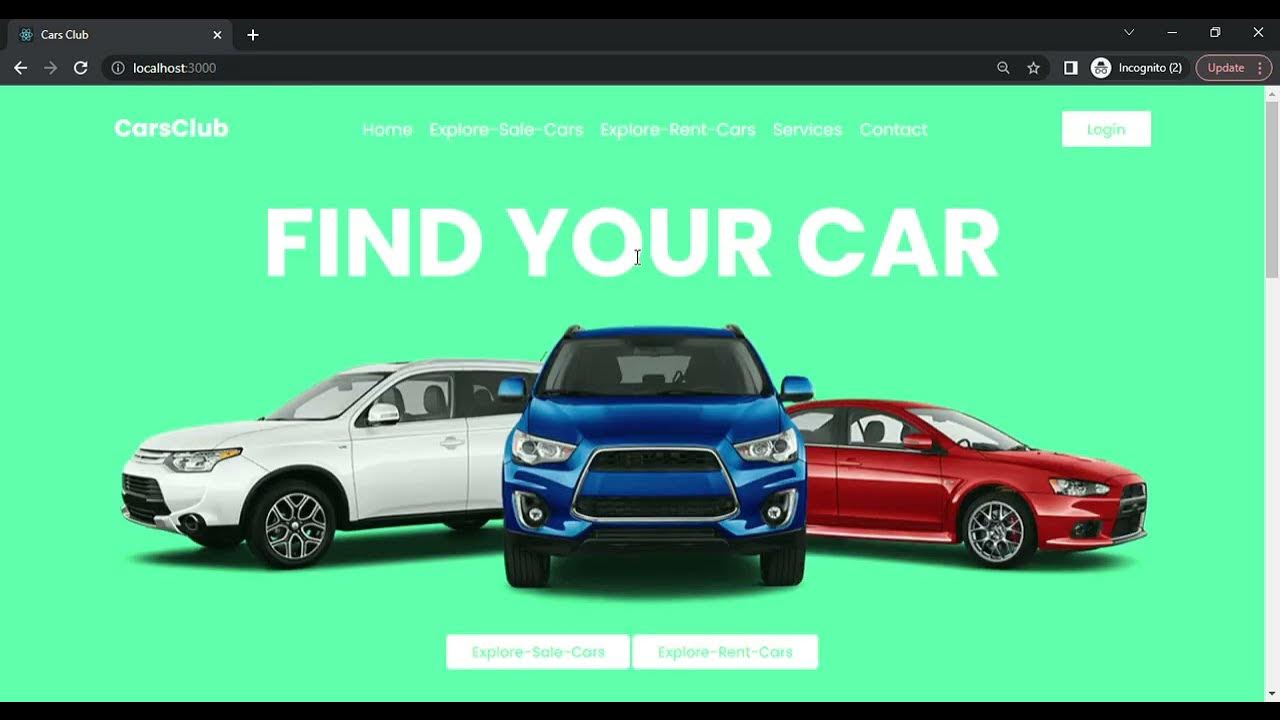 Cars Club
localhost:3000
Incognito (2)
Update
CarsClub
Home Explore-Sale-Cars Explore-Rent-Cars Services Contact
Login
FIND YOUR CAR
Explore-Sale-Cars Explore-Rent-Cars